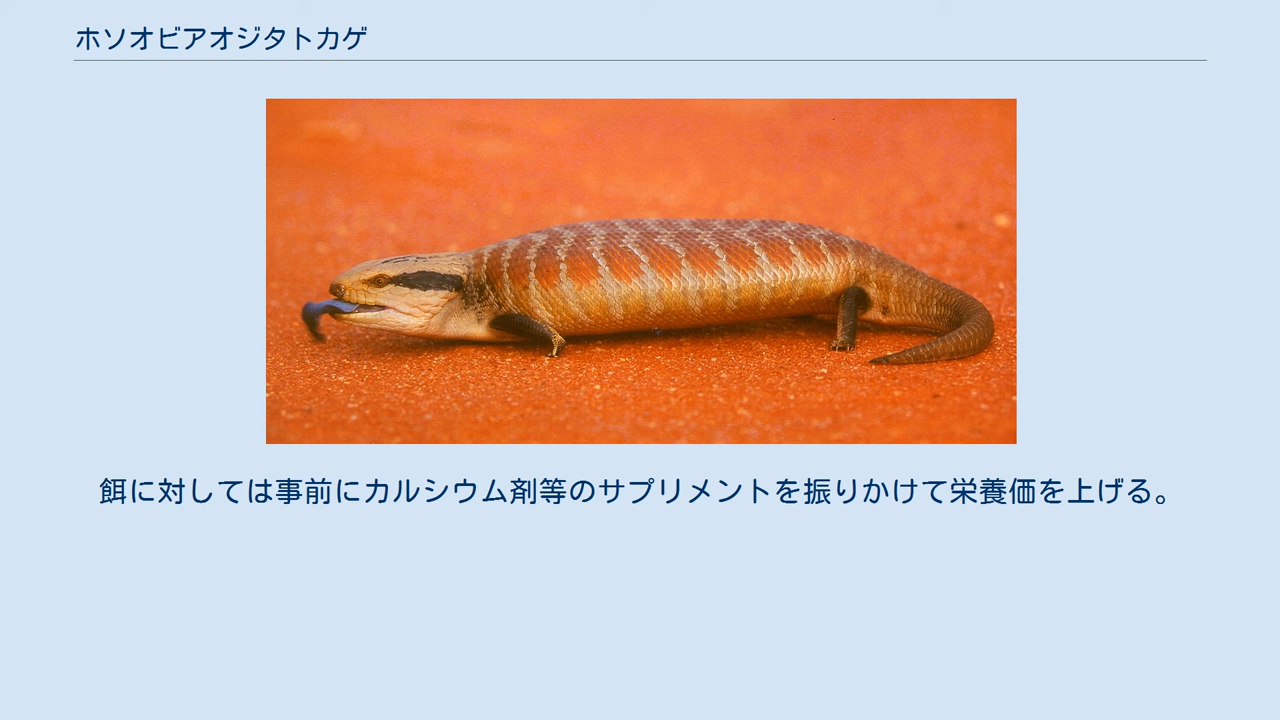 ホソオビアオジタトカゲ
餌に対しては事前にカルシウム剤等のサプリメントを振りかけて栄養価を上げる。